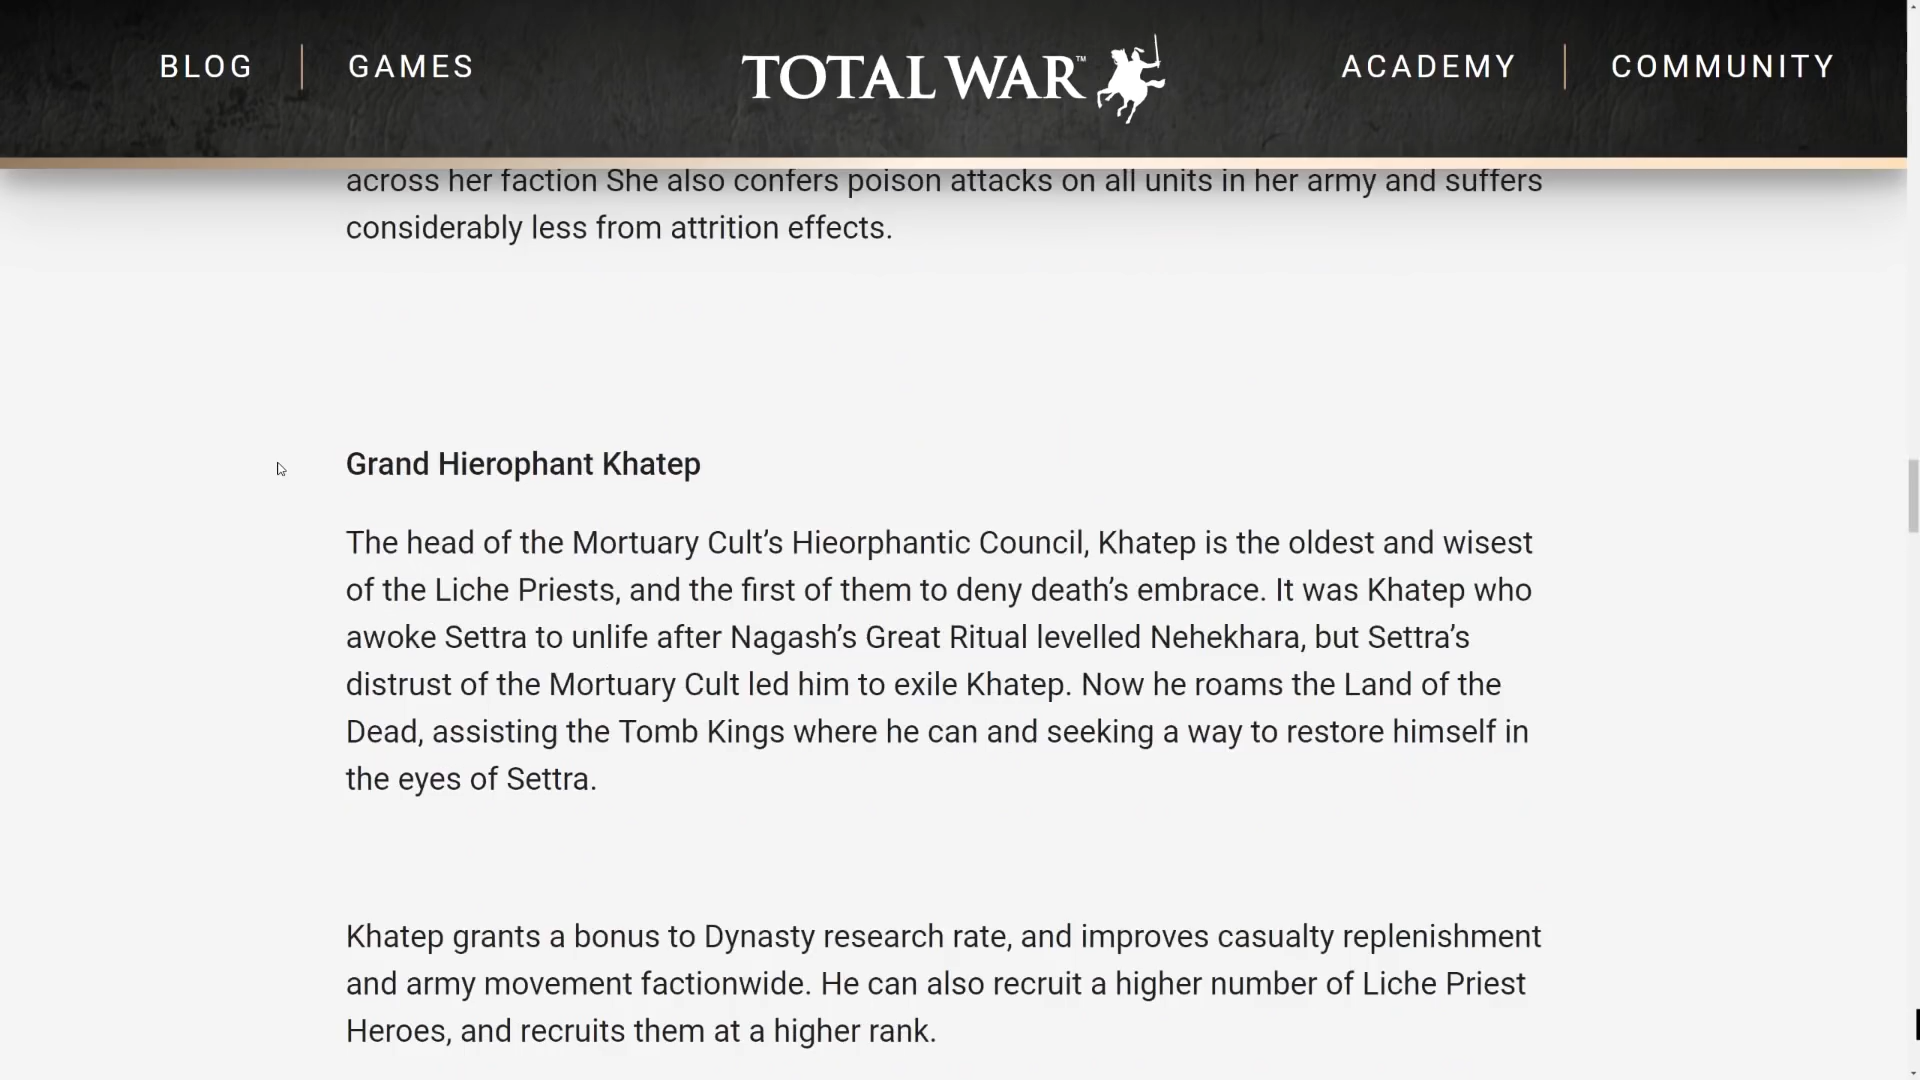 BLOG
GAMES
TOTAL WAR™
ACADEMY
COMMUNITY
across her faction She also confers poison attacks on all units in her army and suffers
considerably less from attrition effects.
Grand Hierophant Khatep
The head of the Mortuary Cult’s Hieorphantic Council, Khatep is the oldest and wisest
of the Liche Priests, and the first of them to deny death’s embrace. It was Khatep who
awoke Settra to unlife after Nagash’s Great Ritual levelled Nehekhara, but Settra’s
distrust of the Mortuary Cult led him to exile Khatep. Now he roams the Land of the
Dead, assisting the Tomb Kings where he can and seeking a way to restore himself in
the eyes of Settra.
Khatep grants a bonus to Dynasty research rate, and improves casualty replenishment
and army movement factionwide. He can also recruit a higher number of Liche Priest
Heroes, and recruits them at a higher rank.